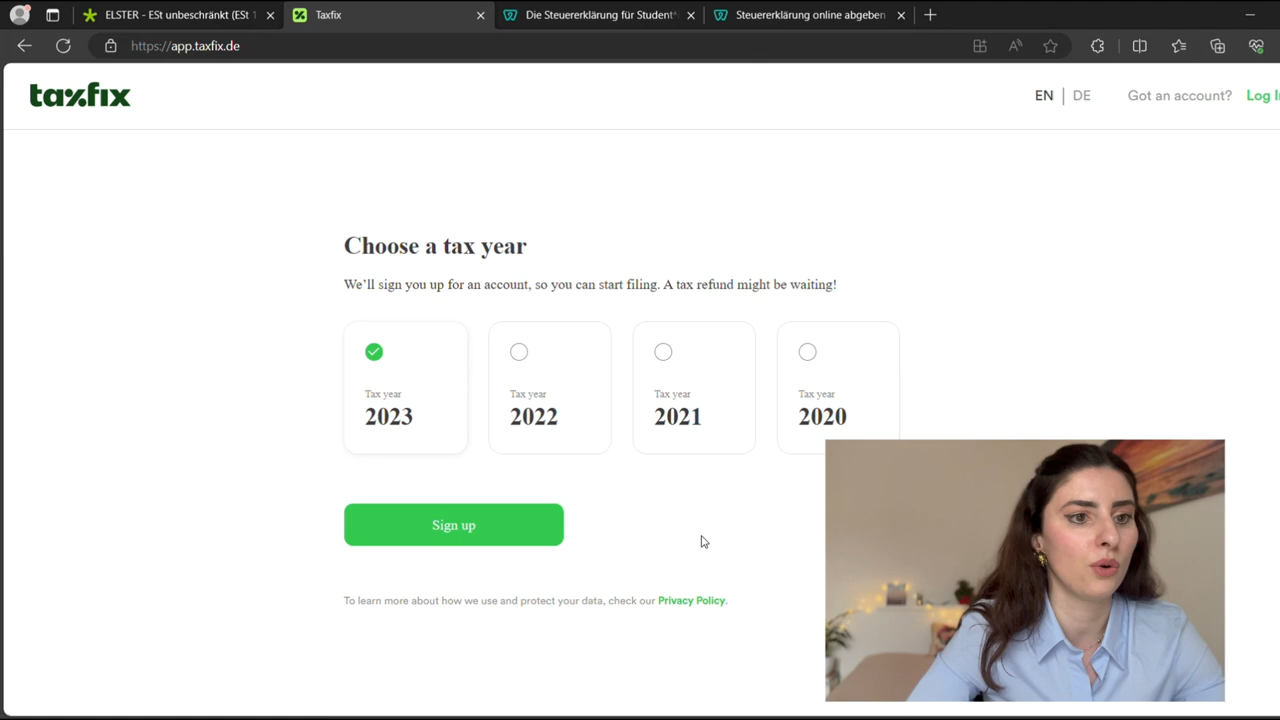 ELSTER - ESt unbeschränkt (ESt 1
Taxfix
Die Steuererklärung für Student*
Steuererklärung online abgeben
https://app.taxfix.de
taxfix
EN | DE
Got an account?
Log I
Choose a tax year
We'll sign you up for an account, so you can start filing. A tax refund might be waiting!
Tax year
2023
Tax year
2022
Tax year
2021
Tax year
2020
Sign up
To learn more about how we use and protect your data, check our Privacy Policy.